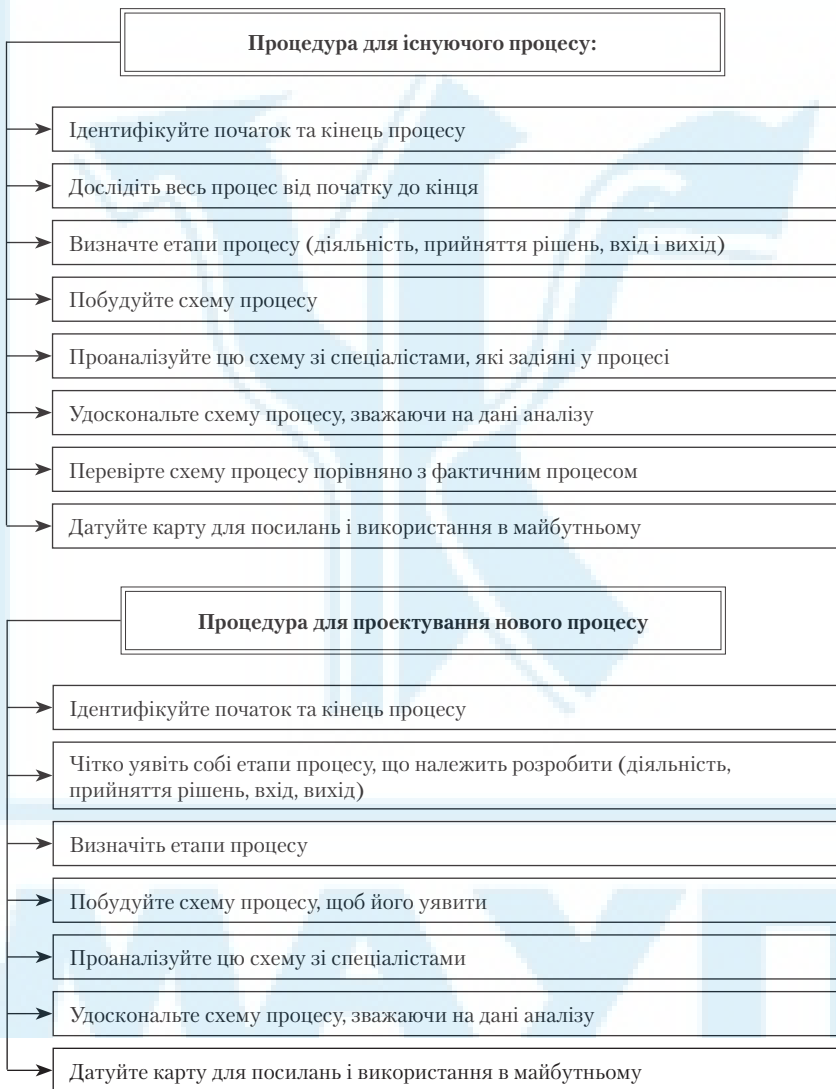 Процедура для існуючого процесу:
Ідентифікуйте початок та кінець процесу
Дослідіть весь процес від початку до кінця
Визначте етапи процесу (діяльність, прийняття рішень, вхід і вихід)
Побудуйте схему процесу
Проаналізуйте цю схему зі спеціалістами, які задіяні у процесі
Удоскональте схему процесу, зважаючи на дані аналізу
Перевірте схему процесу порівняно з фактичним процесом
Датуйте карту для посилань і використання в майбутньому
Процедура для проектування нового процесу
Ідентифікуйте початок та кінець процесу
Чітко уявіть собі етапи процесу, що належить розробити (діяльність,
прийняття рішень, вхід, вихід)
Визначіть етапи процесу
Побудуйте схему процесу, щоб його уявити
Проаналізуйте цю схему зі спеціалістами
Удоскональте схему процесу, зважаючи на дані аналізу
Датуйте карту для посилань і використання в майбутньому
МАУП